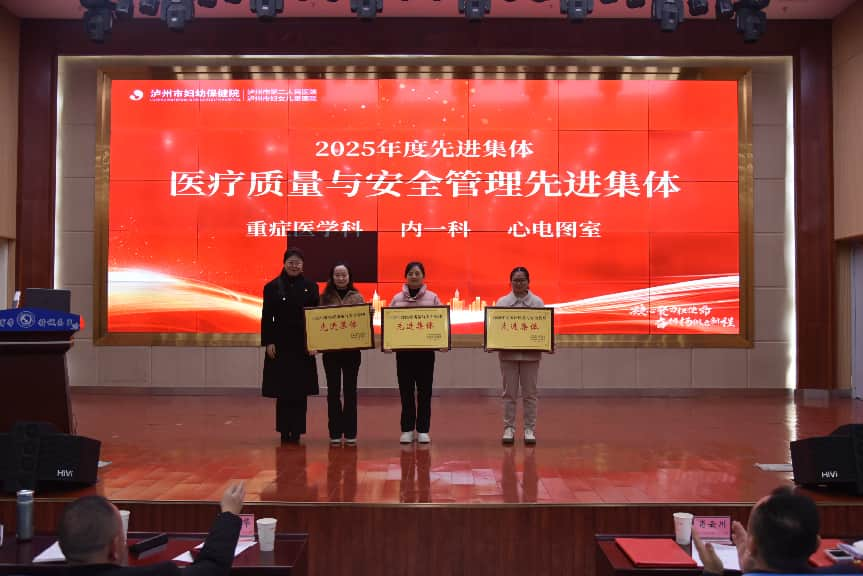 泸州市妇幼保健院
泸州市第二人民医院
泸州市妇女儿童医院
2025年度先进集体
医疗质量与安全管理先进集体
重症医学科 内一科 心电图室
先进集体
先进集体
先进集体
HiVi
HiVi